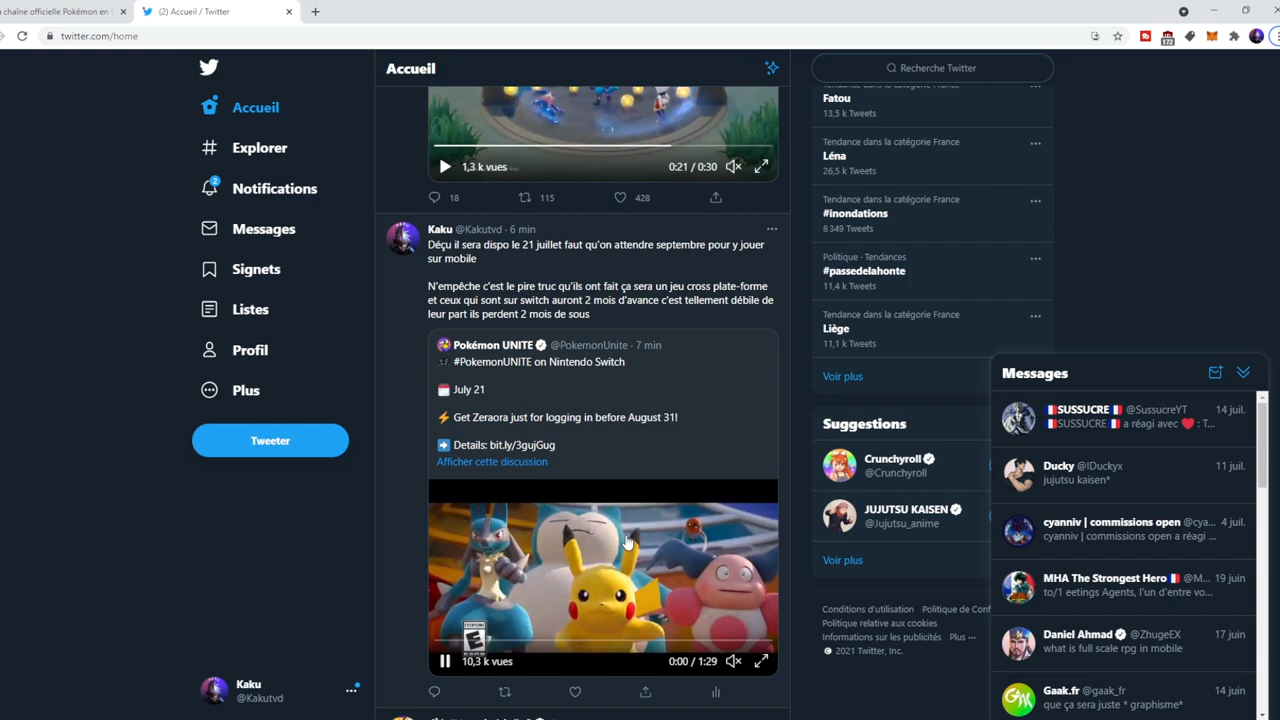 a chaîne officielle Pokémon en f
(2) Accueil / Twitter
twitter.com/home
172
Accueil
Explorer
2
Notifications
Messages
Signets
Listes
Profil
Plus
Tweeter
Kaku
@Kakutvd
Accueil
1,3 k vues
0:21 / 0:30
18
115
428
Kaku @Kakutvd · 6 min
Déçu il sera dispo le 21 juillet faut qu'on attendre septembre pour y jouer
sur mobile
N'empêche c'est le pire truc qu'ils ont fait ça sera un jeu cross plate-forme
et ceux qui sont sur switch auront 2 mois d'avance c'est tellement débile de
leur part ils perdent 2 mois de sous
Pokémon UNITE @PokemonUnite · 7 min
#PokemonUNITE on Nintendo Switch
July 21
Get Zeraora just for logging in before August 31!
Details: bit.ly/3gujGug
Afficher cette discussion
EVERYONE
E
10,3 k vues
0:00 / 1:29
Recherche Twitter
Tendance dans la catégorie France
Fatou
13,5 k Tweets
Tendance dans la catégorie France
Léna
26,5 k Tweets
Tendance dans la catégorie France
#inondations
8 349 Tweets
Politique · Tendances
#passedelahonte
11,4 k Tweets
Tendance dans la catégorie France
Liège
11,1 k Tweets
Voir plus
Suggestions
Crunchyroll
@Crunchyroll
JUJUTSU KAISEN
@Jujutsu_anime
Voir plus
Conditions d'utilisation Politique de Conf
Politique relative aux cookies
Informations sur les publicités Plus ···
© 2021 Twitter, Inc.
Messages
🇫🇷SUSSUCRE 🇫🇷 @SussucreYT 14 juil.
🇫🇷SUSSUCRE 🇫🇷 a réagi avec ❤️ : T...
Ducky @IDuckyx 11 juil.
jujutsu kaisen*
cyanniv | commissions open @cya... 4 juil.
cyanniv | commissions open a réagi ...
MHA The Strongest Hero🇫🇷 @M... 19 juin
to/1 eetings Agents, l'un d'entre vo...
Daniel Ahmad @ZhugeEX 17 juin
what is full scale rpg in mobile
GAAK
Gaak.fr @gaak_fr 14 juin
que ça sera juste * graphisme*